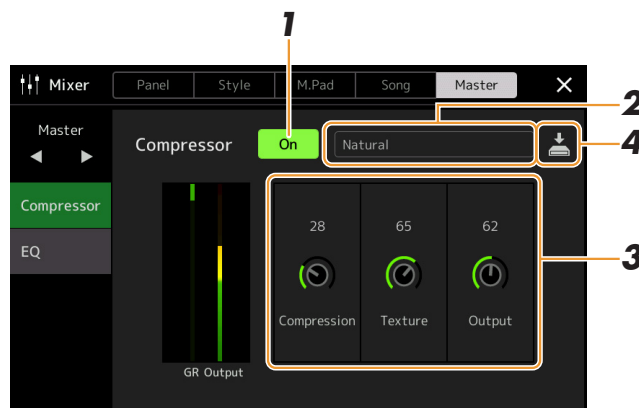 1
Mixer Panel Style M.Pad Song Master
2
Master
Compressor On Natural
4
Compressor
28 65 62
EQ
3
Compression Texture Output
GR Output